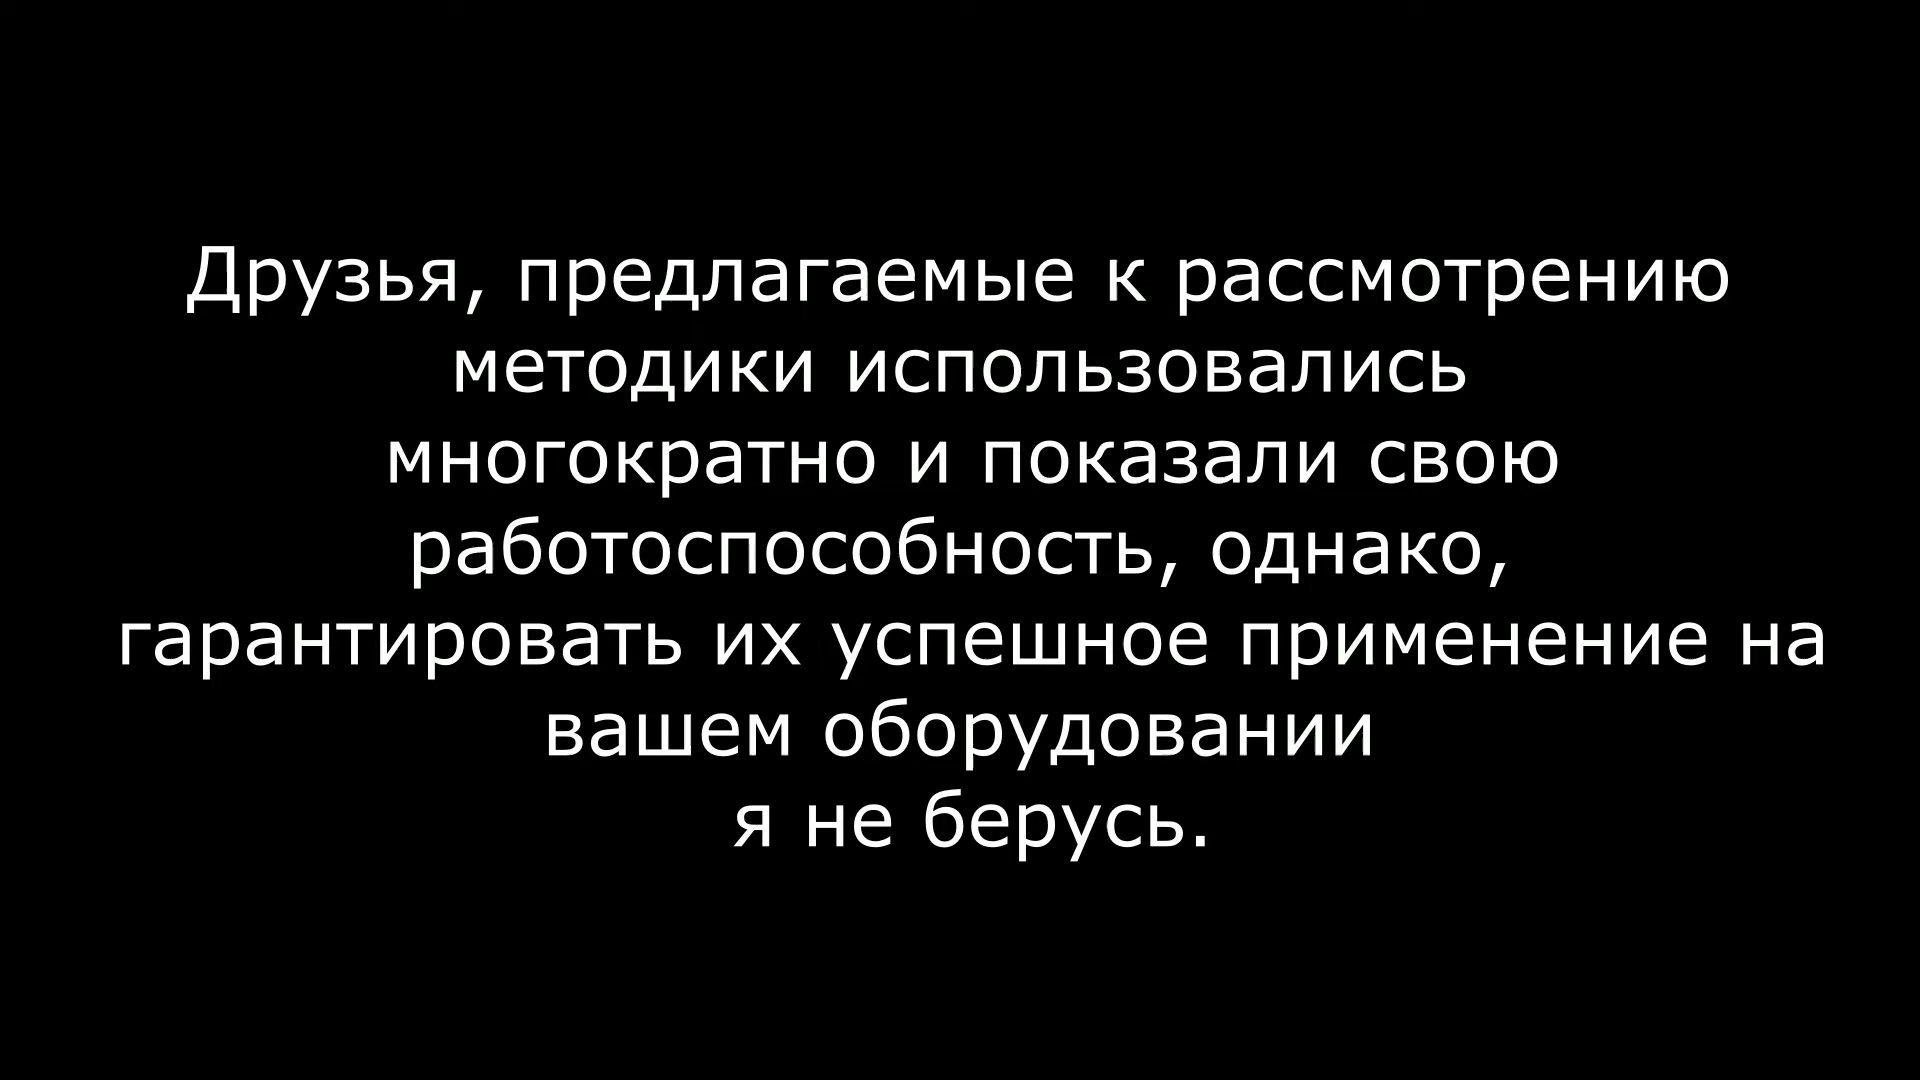 Друзья, предлагаемые к рассмотрению
методики использовались
многократно и показали свою
работоспособность, однако,
гарантировать их успешное применение на
вашем оборудовании
я не берусь.